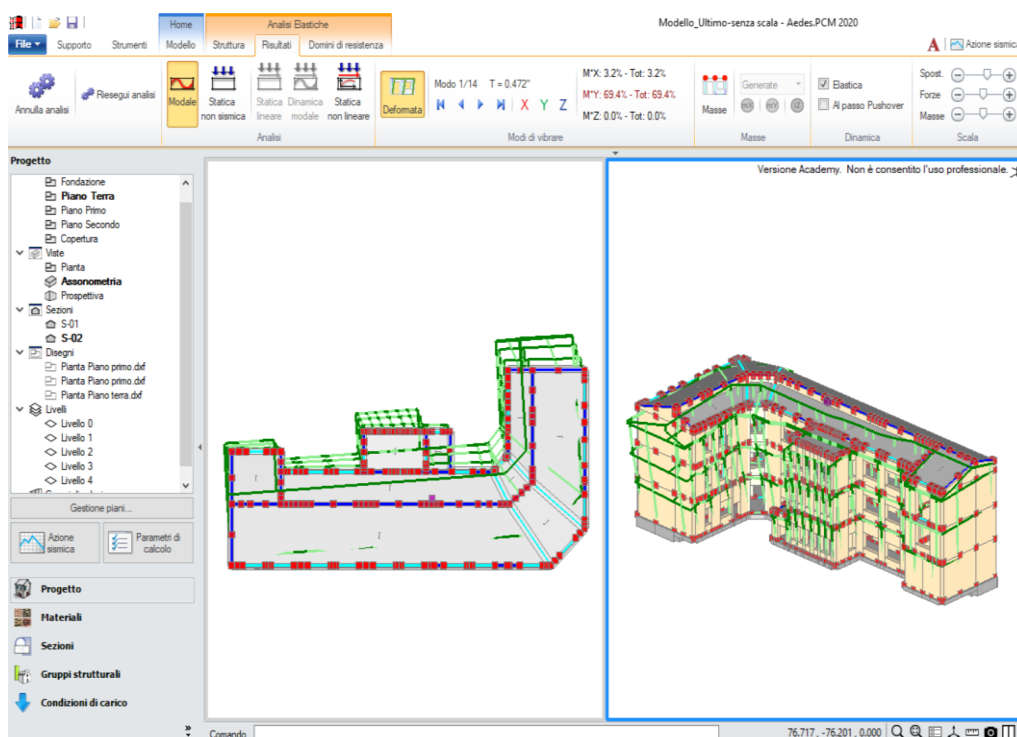 Modello_Ultimo-senza scala - Aedes.PCM 2020
Home
Analisi Elastiche
File
Supporto
Strumenti
Modello
Struttura
Risultati
Domini di resistenza
A
Azione sismica
Annulla analisi
Riesegui analisi
Modale
Statica
non sismica
Statica
lineare
Dinamica
modale
Statica
non lineare
Analisi
Deformata
Modo 1/14 T = 0.472"
X Y Z
M*X: 3.2% - Tot: 3.2%
M*Y: 69.4% - Tot: 69.4%
M*Z: 0.0% - Tot: 0.0%
Modi di vibrare
Masse
Generate
mX
mY
Masse
Elastica
Al passo Pushover
Dinamica
Spost.
Forze
Masse
Scala
Progetto
Fondazione
Piano Terra
Piano Primo
Piano Secondo
Copertura
Viste
Pianta
Assonometria
Prospettiva
Sezioni
S-01
S-02
Disegni
Pianta Piano primo.dxf
Pianta Piano primo.dxf
Pianta Piano terra.dxf
Livelli
Livello 0
Livello 1
Livello 2
Livello 3
Livello 4
Gestione piani...
Azione
sismica
Parametri di
calcolo
Progetto
Materiali
Sezioni
Gruppi strutturali
Condizioni di carico
Versione Academy. Non è consentito l'uso professionale.
Comando
76.717 , -76.201 , 0.000